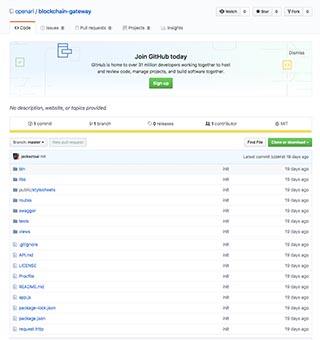 openarl / blockchain-gateway
Watch 0 Star 0 Fork 0
Code Issues 0 Pull requests 0 Projects 0 Insights
Dismiss
Join GitHub today
GitHub is home to over 31 million developers working together to host
and review code, manage projects, and build software together.
Sign up
No description, website, or topics provided.
1 commit 1 branch 0 releases 1 contributor MIT
Branch: master New pull request Find File Clone or download
init Latest commit 19 days ago
bin init 19 days ago
libs init 19 days ago
public/stylesheets init 19 days ago
routes init 19 days ago
swagger init 19 days ago
tests init 19 days ago
views init 19 days ago
.gitignore init 19 days ago
API.md init 19 days ago
LICENSE init 19 days ago
Procfile init 19 days ago
README.md init 19 days ago
app.js init 19 days ago
package-lock.json init 19 days ago
package.json init 19 days ago
request.http init 19 days ago